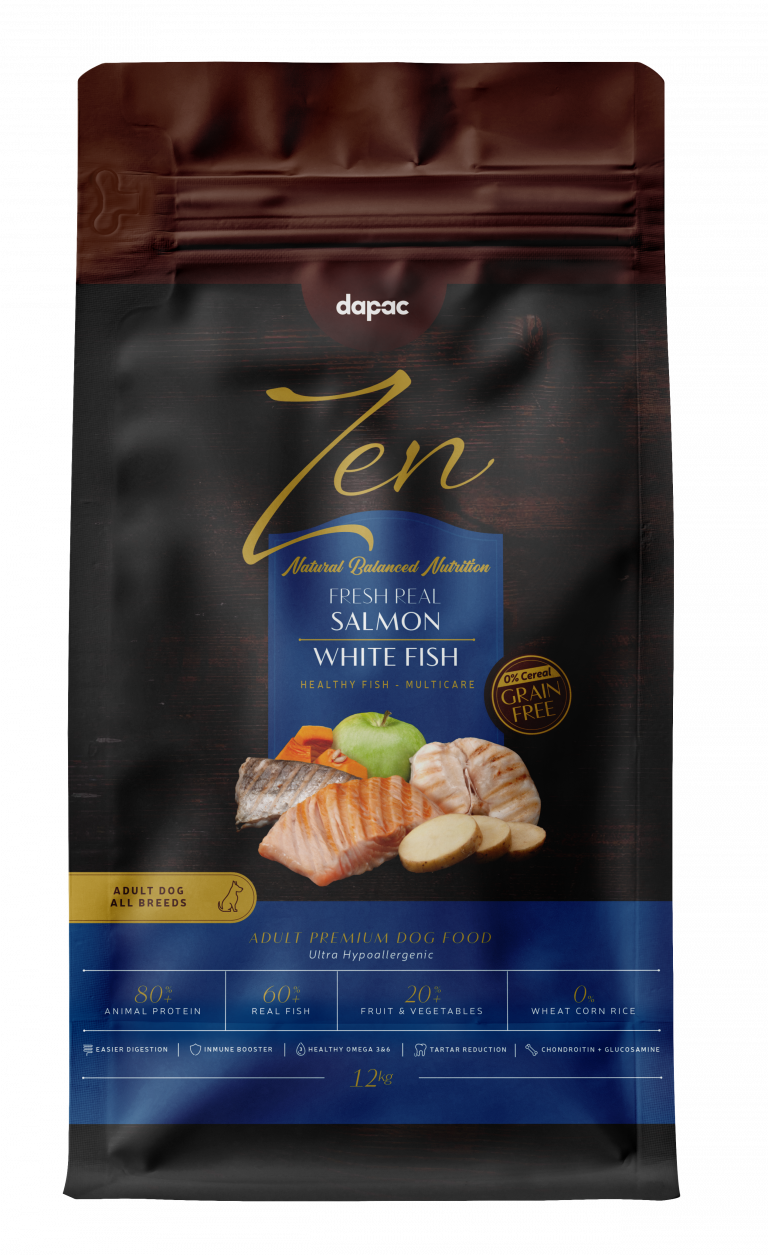 dapac
Zen
Natural Balanced Nutrition
FRESH REAL
SALMON
WHITE FISH
HEALTHY FISH - MULTICARE
0% Cereal
GRAIN
FREE
ADULT DOG
ALL BREEDS
ADULT PREMIUM DOG FOOD
Ultra Hypoallergenic
80%+ 60%+ 20%+ 0%
ANIMAL PROTEIN REAL FISH FRUIT & VEGETABLES WHEAT CORN RICE
EASIER DIGESTION INMUNE BOOSTER HEALTHY OMEGA 3&6 TARTAR REDUCTION CHONDROITIN + GLUCOSAMINE
12kg